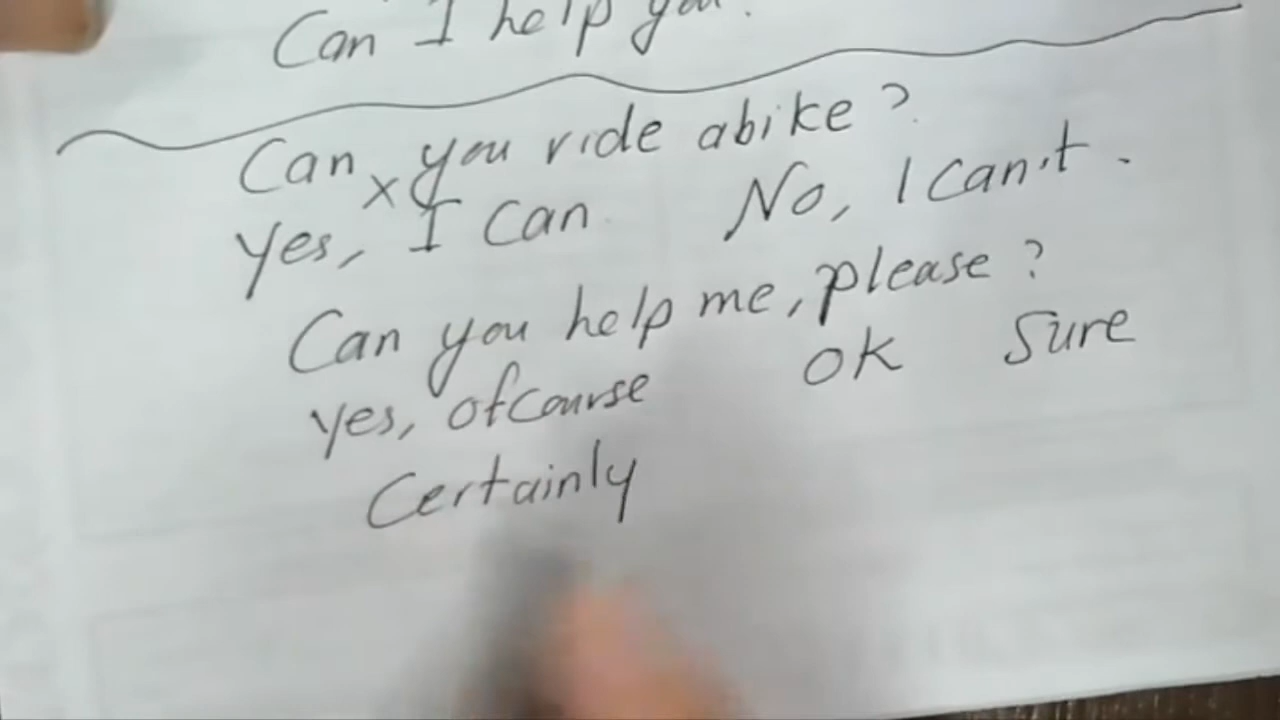 Can I help you.
Can x you ride abike?
Yes, I can No, I can't.
Can you help me, please?
yes, ofcourse ok Sure
Certainly